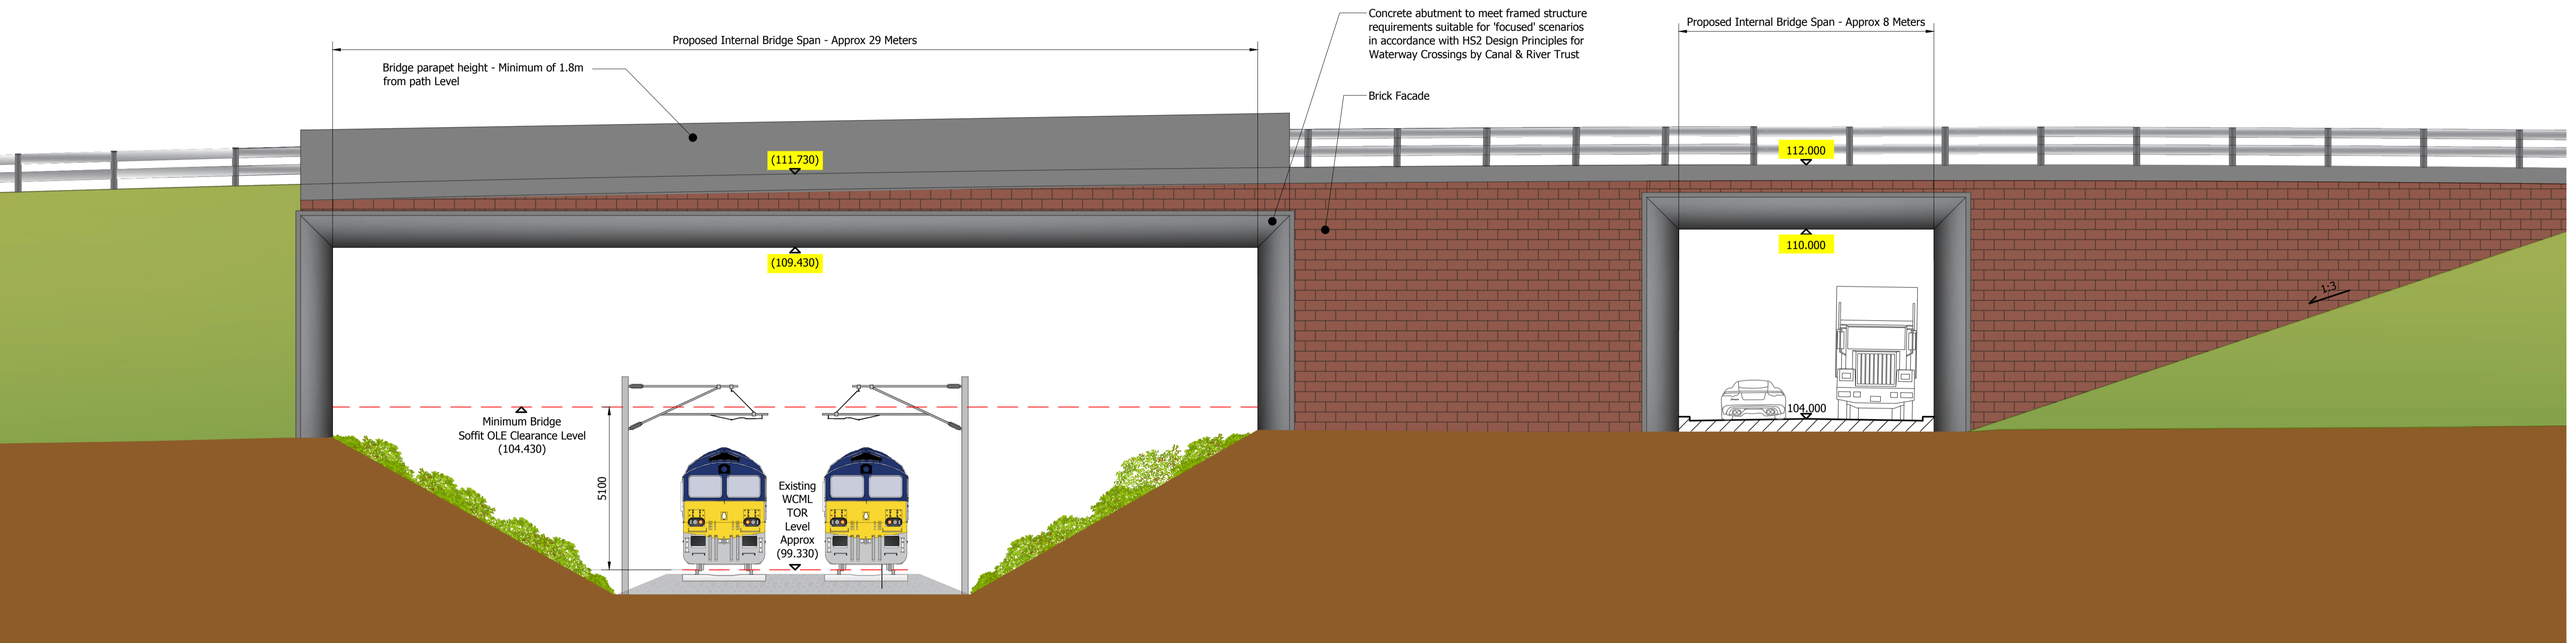 Proposed Internal Bridge Span - Approx 29 Meters
Bridge parapet height - Minimum of 1.8m
from path Level
Concrete abutment to meet framed structure
requirements suitable for 'focused' scenarios
in accordance with HS2 Design Principles for
Waterway Crossings by Canal & River Trust
Brick Facade
Proposed Internal Bridge Span - Approx 8 Meters
(111.730)
112.000
(109.430)
110.000
1:3
Minimum Bridge
Soffit OLE Clearance Level
(104.430)
104.000
5100
Existing
WCML
TOR
Level
Approx
(99.330)